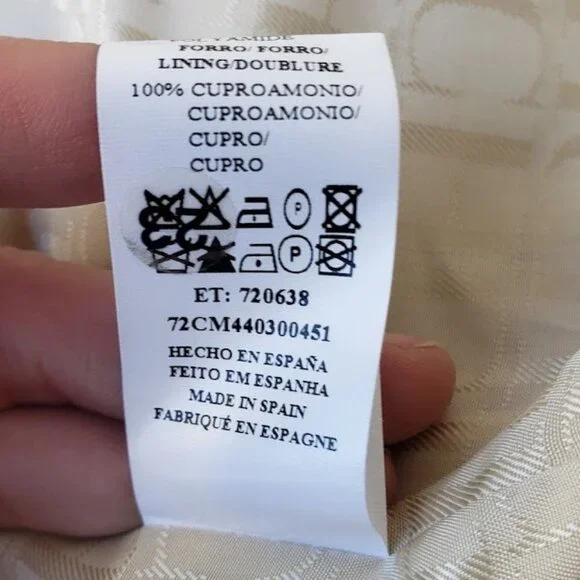 POLYAMIDE
FORRO/ FORRO/
LINING/DOUBLURE
100% CUPROAMONIO/
CUPROAMONIO/
CUPRO/
CUPRO
P
P
ET: 720638
72CM440300451
HECHO EN ESPAÑA
FEITO EM ESPANHA
MADE IN SPAIN
FABRIQUÉ EN ESPAGNE